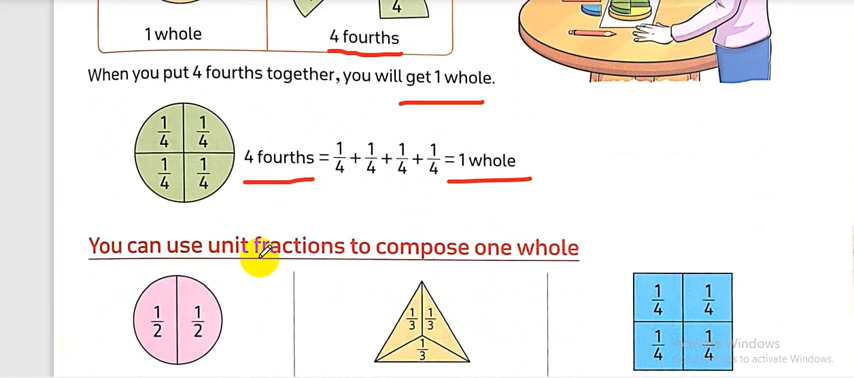 4
1 whole
4 fourths
When you put 4 fourths together, you will get 1 whole.
1/4 1/4
1/4 1/4
4 fourths = 1/4 + 1/4 + 1/4 + 1/4 = 1 whole
You can use unit fractions to compose one whole
1/2 1/2
1/3 1/3
1/3
1/4 1/4
1/4 1/4
Activate Windows
to activate Windows.